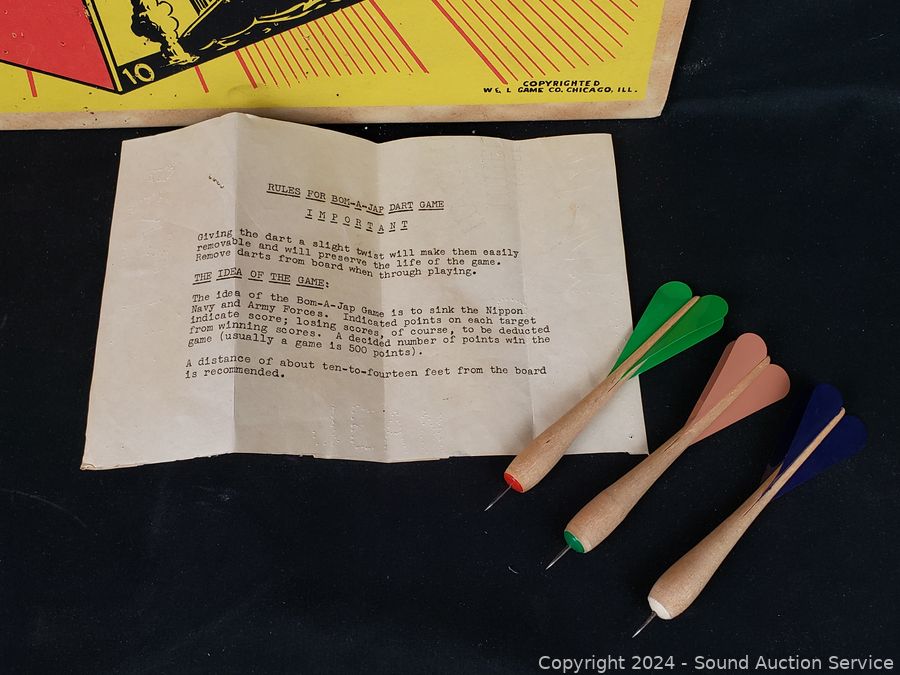 10
COPYRIGHTED
W & L GAME CO. CHICAGO, ILL.
RULES FOR BOM-A-JAP DART GAME
I M P O R T A N T
Giving the dart a slight twist will make them easily
removable and will preserve the life of the game.
Remove darts from board when through playing.
THE IDEA OF THE GAME:
The idea of the Bom-A-Jap Game is to sink the Nippon
Navy and Army Forces. Indicated points on each target
indicate score; losing scores, of course, to be deducted
from winning scores. A decided number of points win the
game (usually a game is 500 points).
A distance of about ten-to-fourteen feet from the board
is recommended.
Copyright 2024 - Sound Auction Service